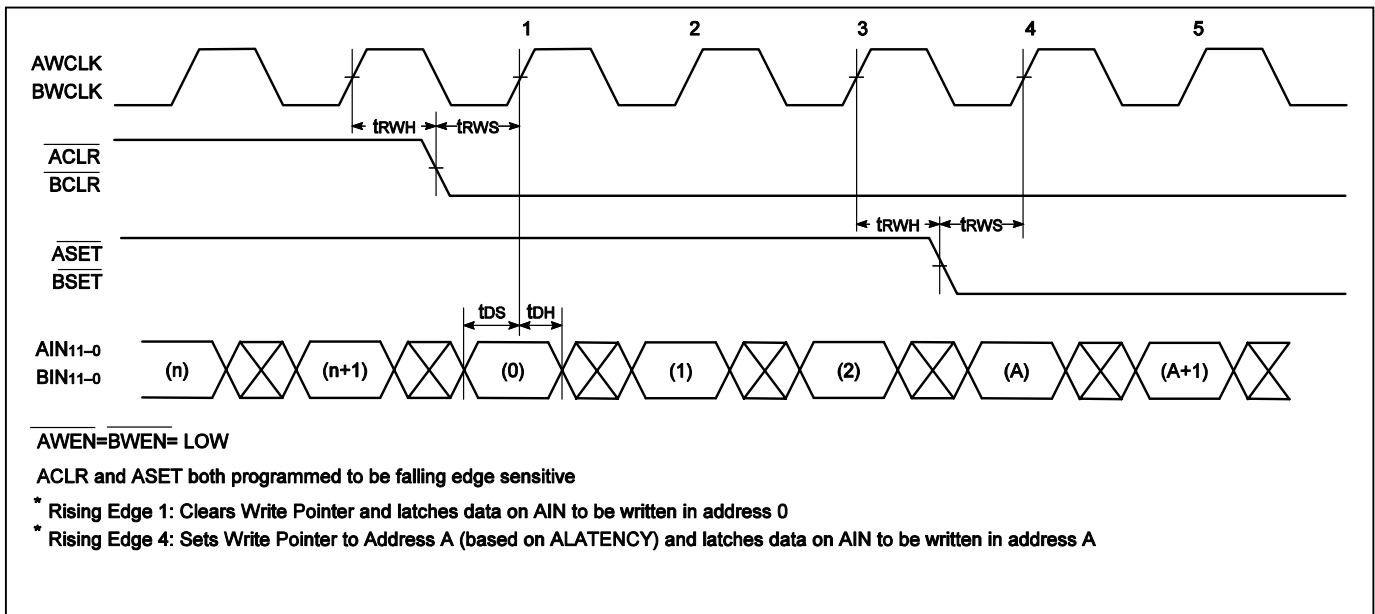 1 2 3 4 5
AWCLK
BWCLK
tRWH tRWS
ACLR
BCLR
tRWH tRWS
ASET
BSET
tDS tDH
AIN11–0
BIN11–0
(n) (n+1) (0) (1) (2) (A) (A+1)
AWEN=BWEN= LOW
ACLR and ASET both programmed to be falling edge sensitive
* Rising Edge 1: Clears Write Pointer and latches data on AIN to be written in address 0
* Rising Edge 4: Sets Write Pointer to Address A (based on ALATENCY) and latches data on AIN to be written in address A